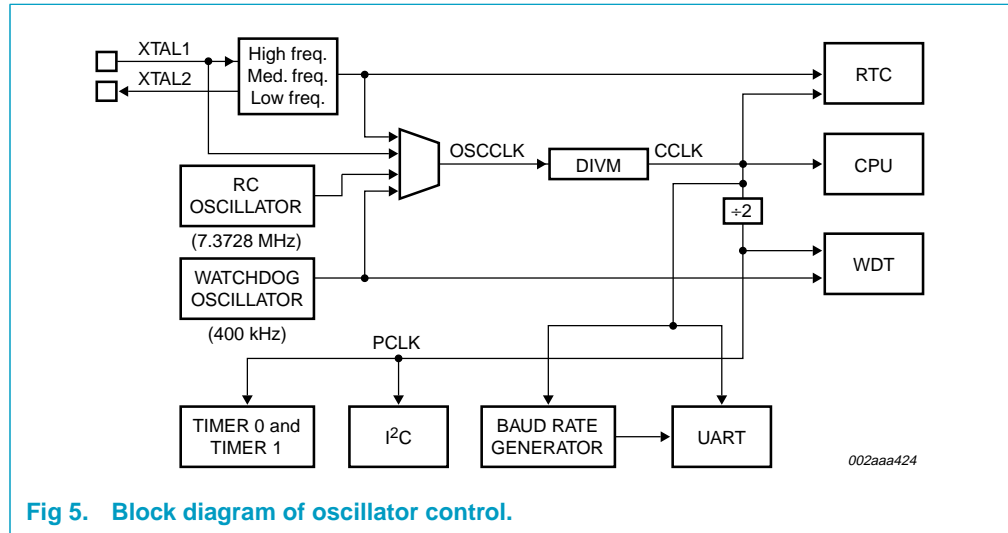 XTAL1
XTAL2
High freq.
Med. freq.
Low freq.
RTC
OSCCLK
DIVM
CCLK
CPU
RC
OSCILLATOR
(7.3728 MHz)
÷2
WATCHDOG
OSCILLATOR
(400 kHz)
WDT
PCLK
TIMER 0 and
TIMER 1
I²C
BAUD RATE
GENERATOR
UART
002aaa424
Fig 5. Block diagram of oscillator control.